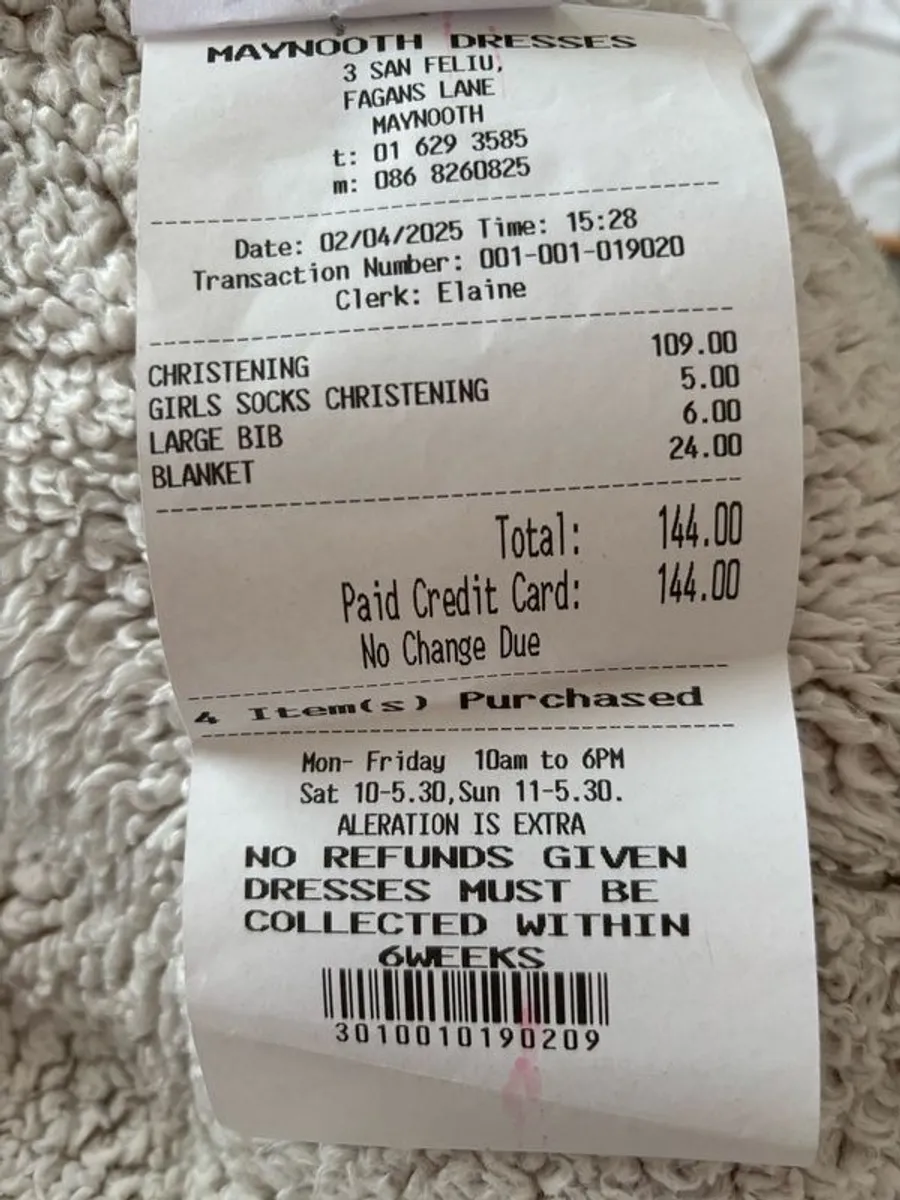 MAYNOOTH DRESSES
3 SAN FELIU,
FAGANS LANE
MAYNOOTH
t: 01 629 3585
m: 086 8260825
Date: 02/04/2025 Time: 15:28
Transaction Number: 001-001-019020
Clerk: Elaine
CHRISTENING 109.00
GIRLS SOCKS CHRISTENING 5.00
LARGE BIB 6.00
BLANKET 24.00
Total: 144.00
Paid Credit Card: 144.00
No Change Due
4 Item(s) Purchased
Mon- Friday 10am to 6PM
Sat 10-5.30,Sun 11-5.30.
ALERATION IS EXTRA
NO REFUNDS GIVEN
DRESSES MUST BE
COLLECTED WITHIN
6WEEKS
3010010190209